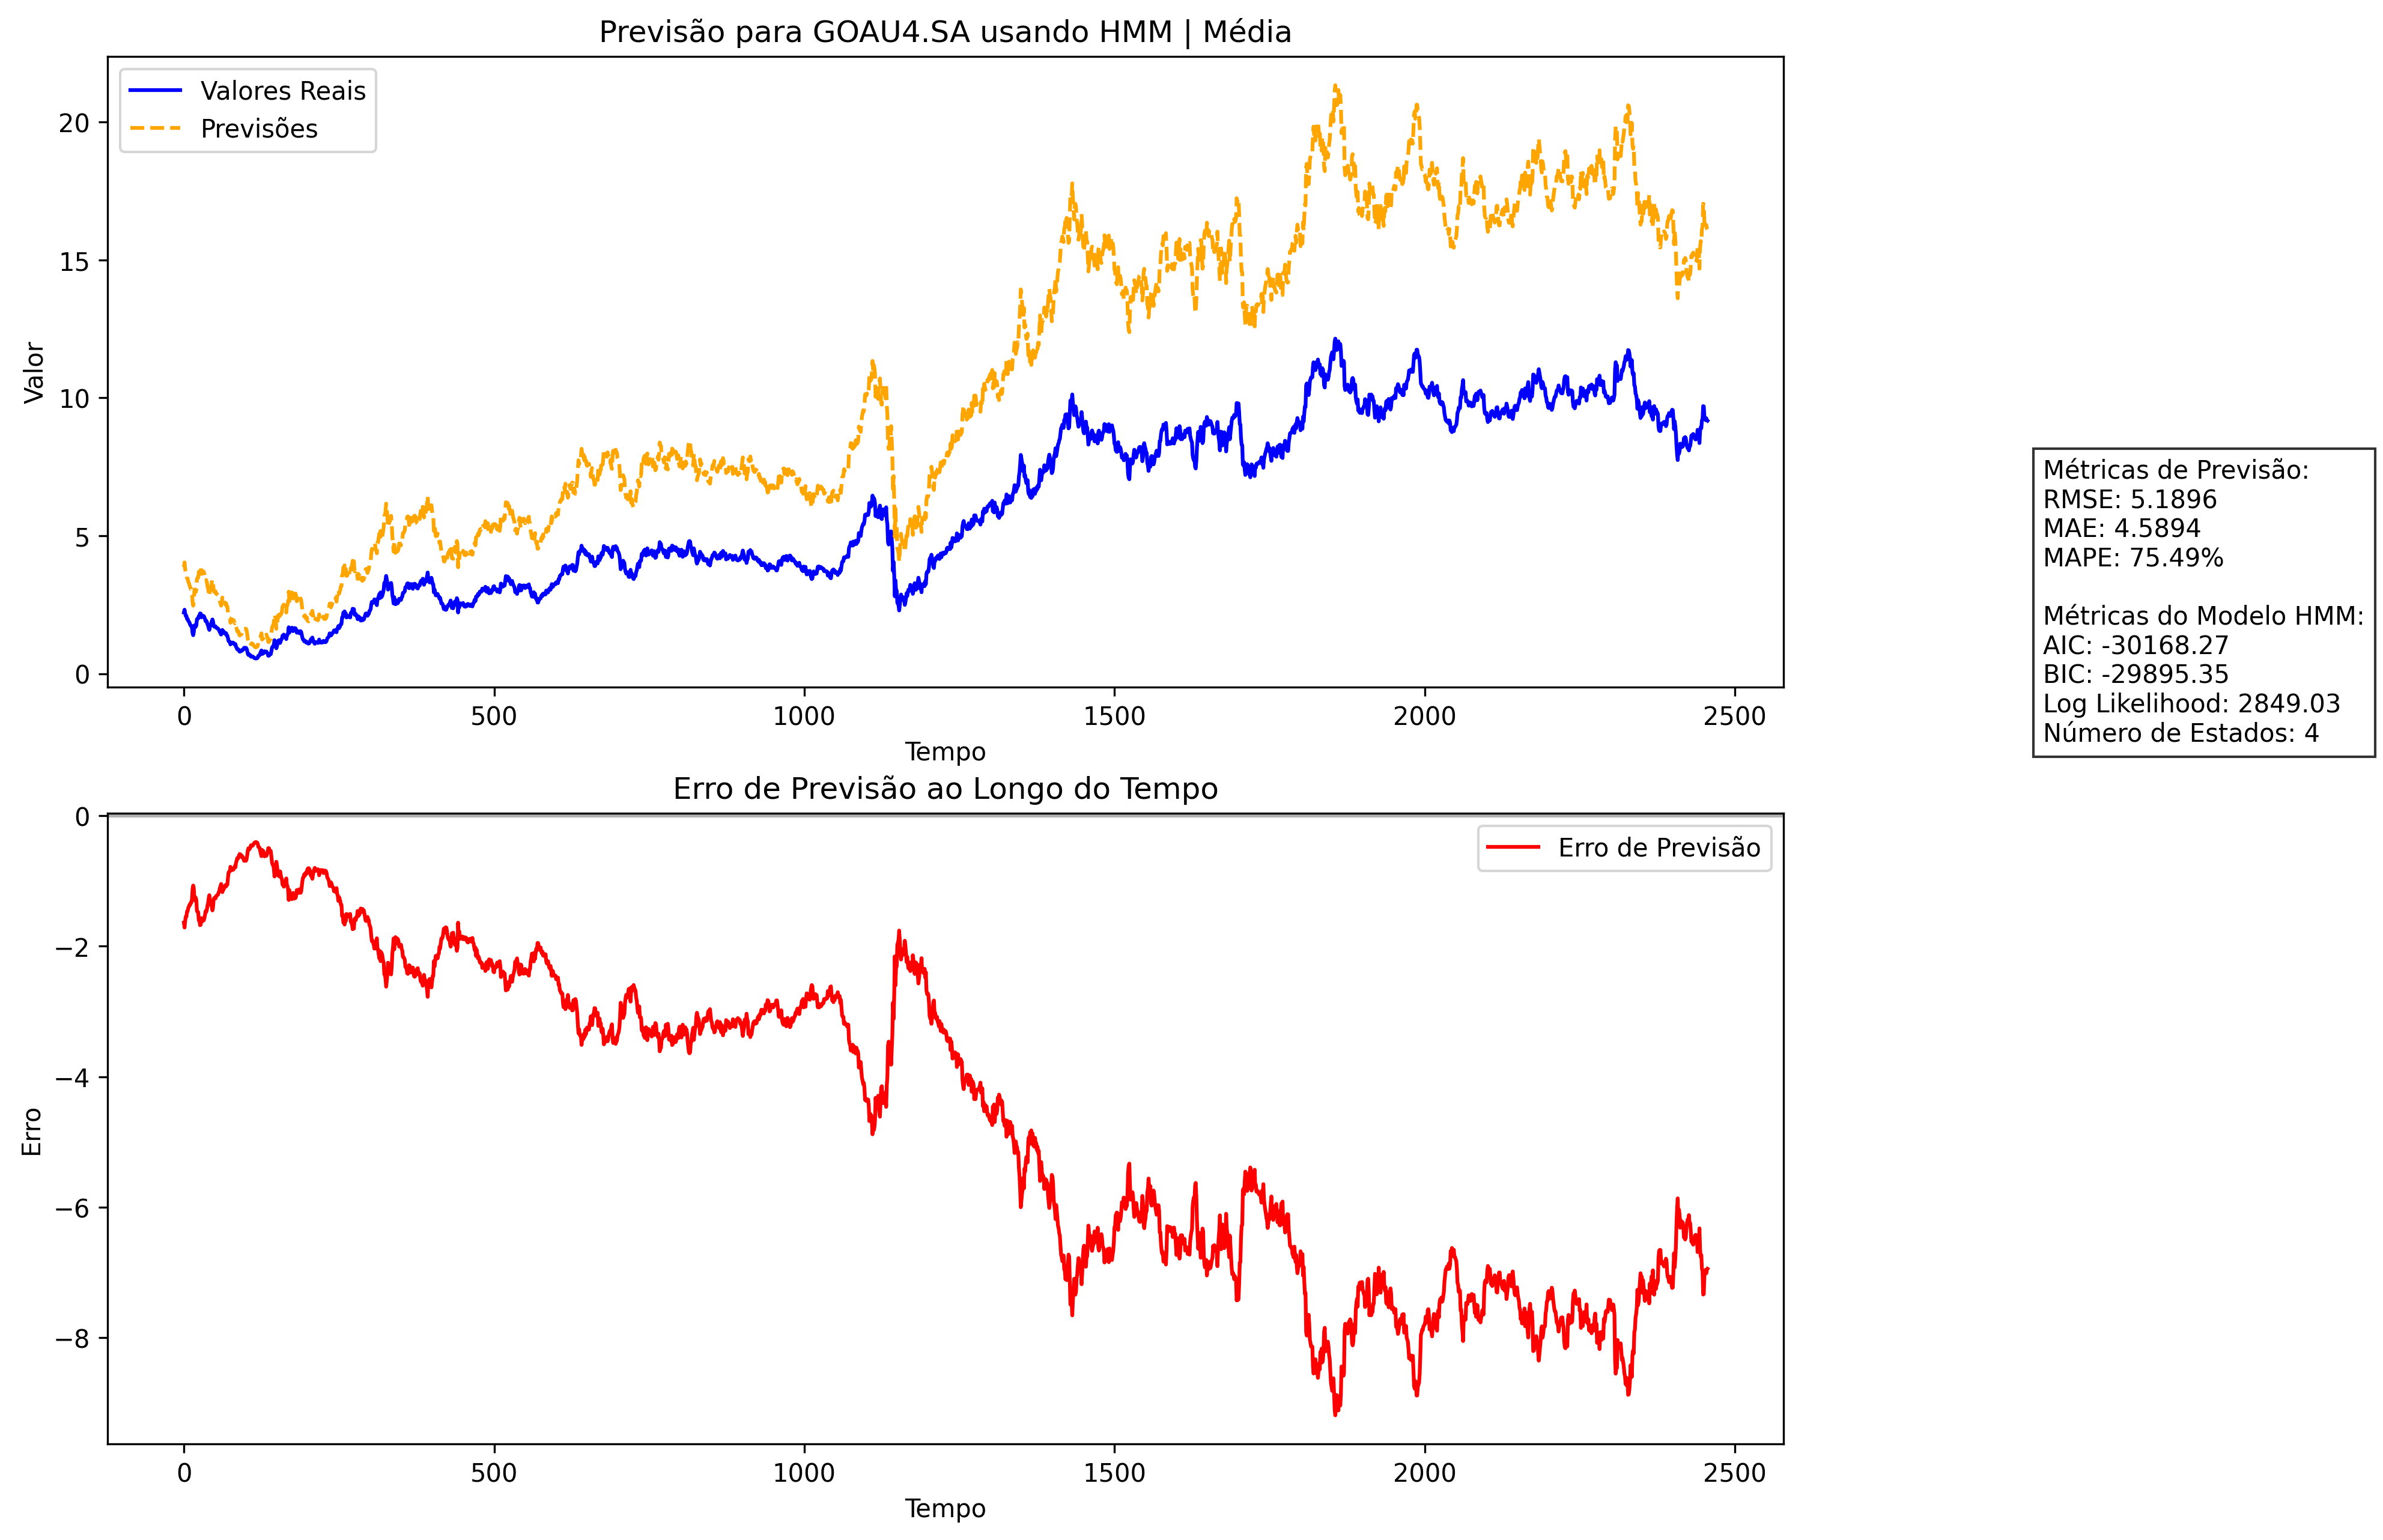 Previsão para GOAU4.SA usando HMM | Média
Valores Reais
Previsões
Valor
20
15
10
5
0
0 500 1000 1500 2000 2500
Tempo
Métricas de Previsão:
RMSE: 5.1896
MAE: 4.5894
MAPE: 75.49%
Métricas do Modelo HMM:
AIC: -30168.27
BIC: -29895.35
Log Likelihood: 2849.03
Número de Estados: 4
Erro de Previsão ao Longo do Tempo
Erro de Previsão
Erro
0
−2
−4
−6
−8
0 500 1000 1500 2000 2500
Tempo